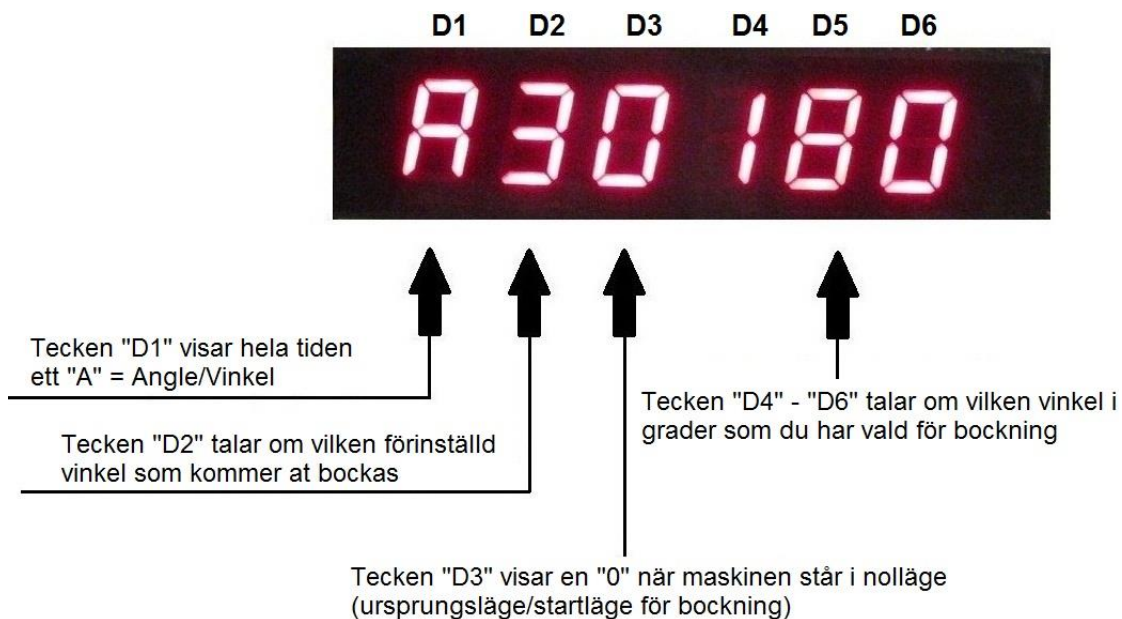 D1 D2 D3 D4 D5 D6
A30 180
Tecken "D1" visar hela tiden
ett "A" = Angle/Vinkel
Tecken "D4" - "D6" talar om vilken vinkel i
grader som du har vald för bockning
Tecken "D2" talar om vilken förinställd
vinkel som kommer at bockas
Tecken "D3" visar en "0" när maskinen står i nolläge
(ursprungsläge/startläge för bockning)